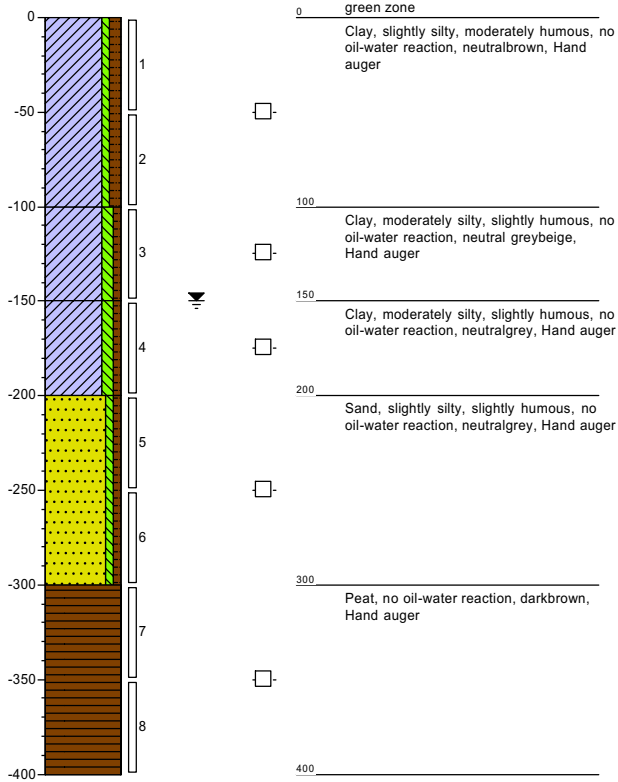 0
-50
-100
-150
-200
-250
-300
-350
-400
1
2
3
4
5
6
7
8
green zone
0
Clay, slightly silty, moderately humous, no
oil-water reaction, neutralbrown, Hand
auger
100
Clay, moderately silty, slightly humous, no
oil-water reaction, neutral greybeige,
Hand auger
150
Clay, moderately silty, slightly humous, no
oil-water reaction, neutralgrey, Hand auger
200
Sand, slightly silty, slightly humous, no
oil-water reaction, neutralgrey, Hand auger
300
Peat, no oil-water reaction, darkbrown,
Hand auger
400